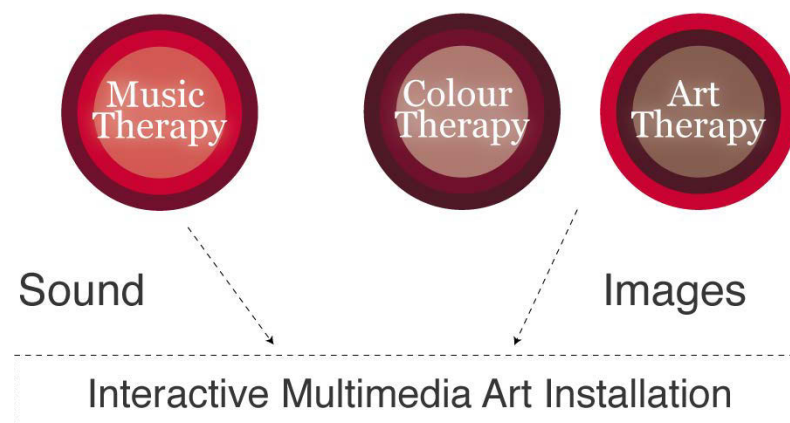 Music
Therapy
Colour
Therapy
Art
Therapy
Sound
Images
Interactive Multimedia Art Installation